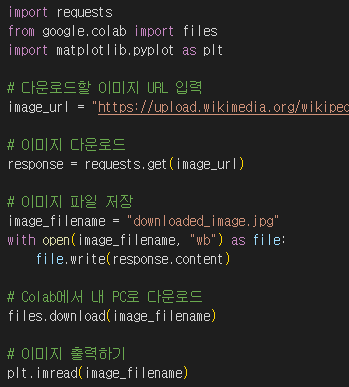 import requests
from google.colab import files
import matplotlib.pyplot as plt
# 다운로드할 이미지 URL 입력
image_url = "https://upload.wikimedia.org/wikiped
# 이미지 다운로드
response = requests.get(image_url)
# 이미지 파일 저장
image_filename = "downloaded_image.jpg"
with open(image_filename, "wb") as file:
    file.write(response.content)
# Colab에서 내 PC로 다운로드
files.download(image_filename)
# 이미지 출력하기
plt.imread(image_filename)